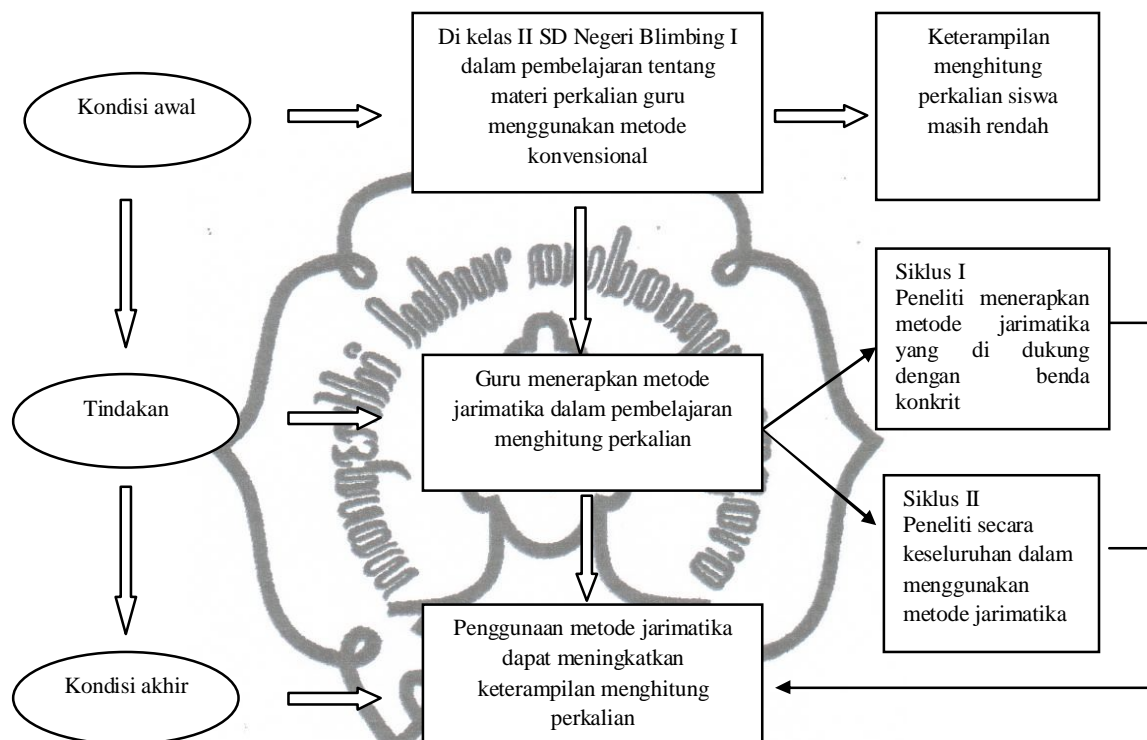 Kondisi awal
Di kelas II SD Negeri Blimbing I
dalam pembelajaran tentang
materi perkalian guru
menggunakan metode
konvensional
Keterampilan
menghitung
perkalian siswa
masih rendah
Tindakan
Guru menerapkan metode
jarimatika dalam pembelajaran
menghitung perkalian
Siklus I
Peneliti menerapkan
metode jarimatika
yang di dukung
dengan benda
konkrit
Siklus II
Peneliti secara
keseluruhan dalam
menggunakan
metode jarimatika
Kondisi akhir
Penggunaan metode jarimatika
dapat meningkatkan
keterampilan menghitung
perkalian